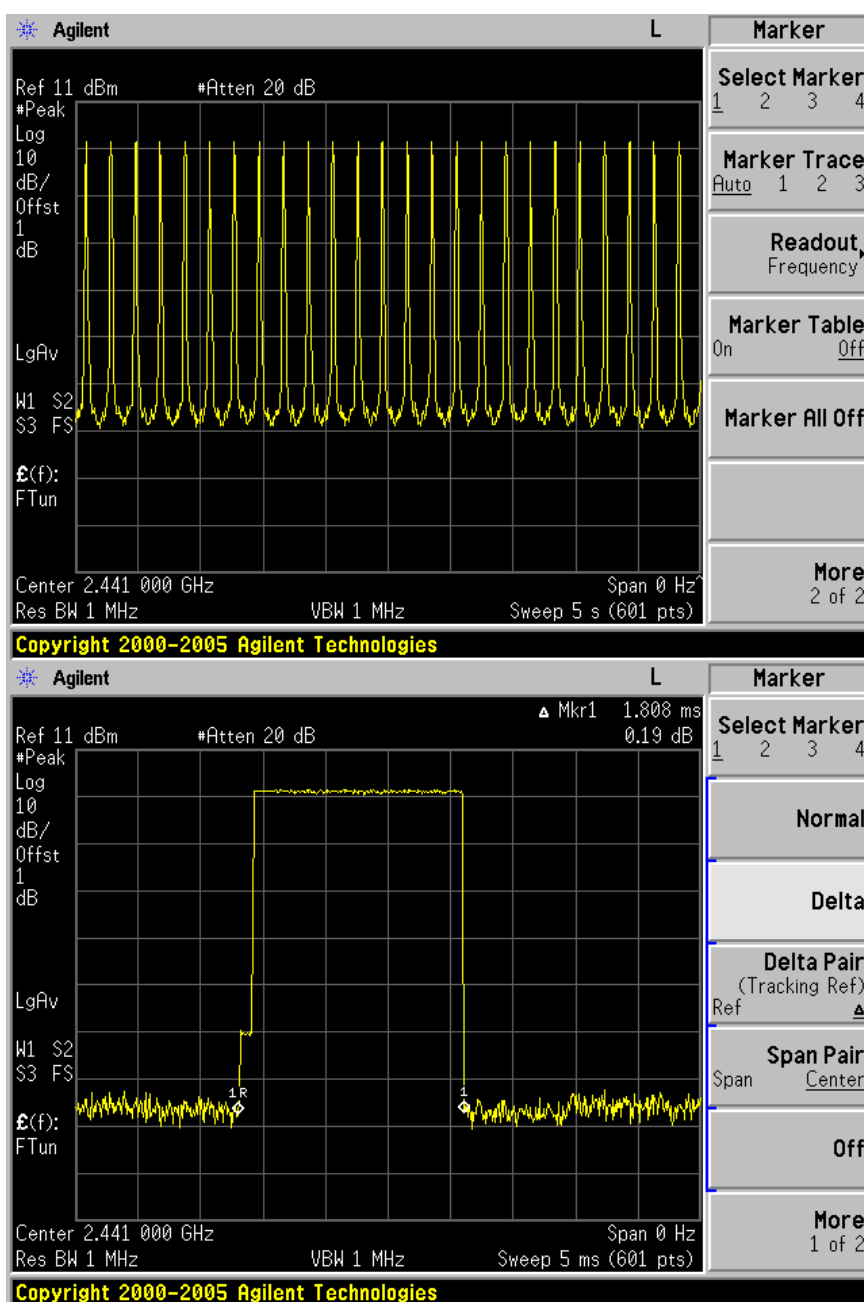 Agilent L
Ref 11 dBm #Atten 20 dB
#Peak
Log
10
dB/
Offst
1
dB
LgAv
W1 S2
S3 FS
£(f):
FTun
Center 2.441 000 GHz Span 0 Hz^
Res BW 1 MHz VBW 1 MHz Sweep 5 s (601 pts)
Copyright 2000-2005 Agilent Technologies
Marker
Select Marker
1 2 3 4
Marker Trace
Auto 1 2 3
Readout
Frequency
Marker Table
On Off
Marker All Off
More
2 of 2
Agilent L
Δ Mkr1 1.808 ms
Ref 11 dBm #Atten 20 dB 0.19 dB
#Peak
Log
10
dB/
Offst
1
dB
LgAv
W1 S2
S3 FS
£(f):
FTun
1R 1
Center 2.441 000 GHz Span 0 Hz
Res BW 1 MHz VBW 1 MHz Sweep 5 ms (601 pts)
Copyright 2000-2005 Agilent Technologies
Marker
Select Marker
1 2 3 4
Normal
Delta
Delta Pair
(Tracking Ref)
Ref Δ
Span Pair
Span Center
Off
More
1 of 2